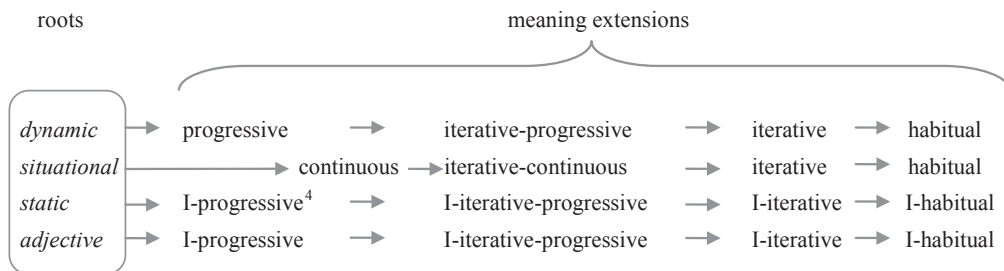 roots meaning extensions
dynamic progressive iterative-progressive iterative habitual
situational continuous iterative-continuous iterative habitual
static I-progressive⁴ I-iterative-progressive I-iterative I-habitual
adjective I-progressive I-iterative-progressive I-iterative I-habitual